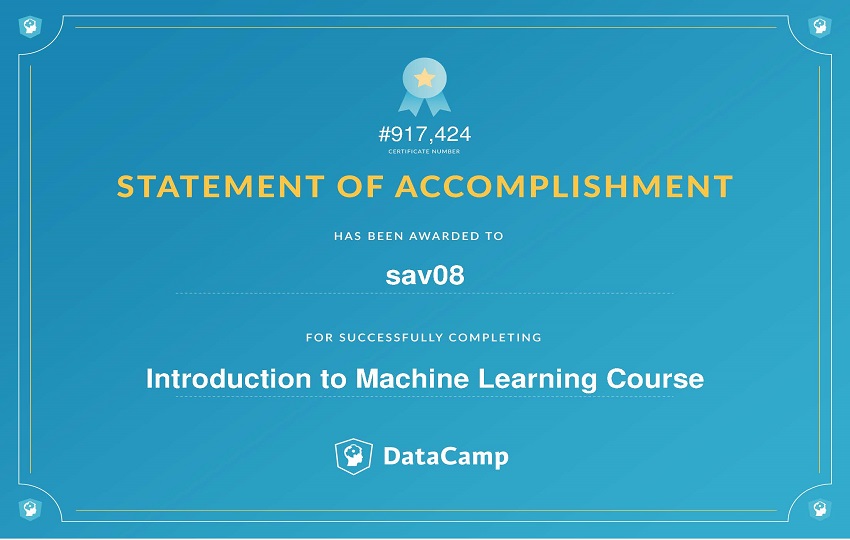 #917,424
CERTIFICATE NUMBER
STATEMENT OF ACCOMPLISHMENT
HAS BEEN AWARDED TO
sav08
FOR SUCCESSFULLY COMPLETING
Introduction to Machine Learning Course
DataCamp